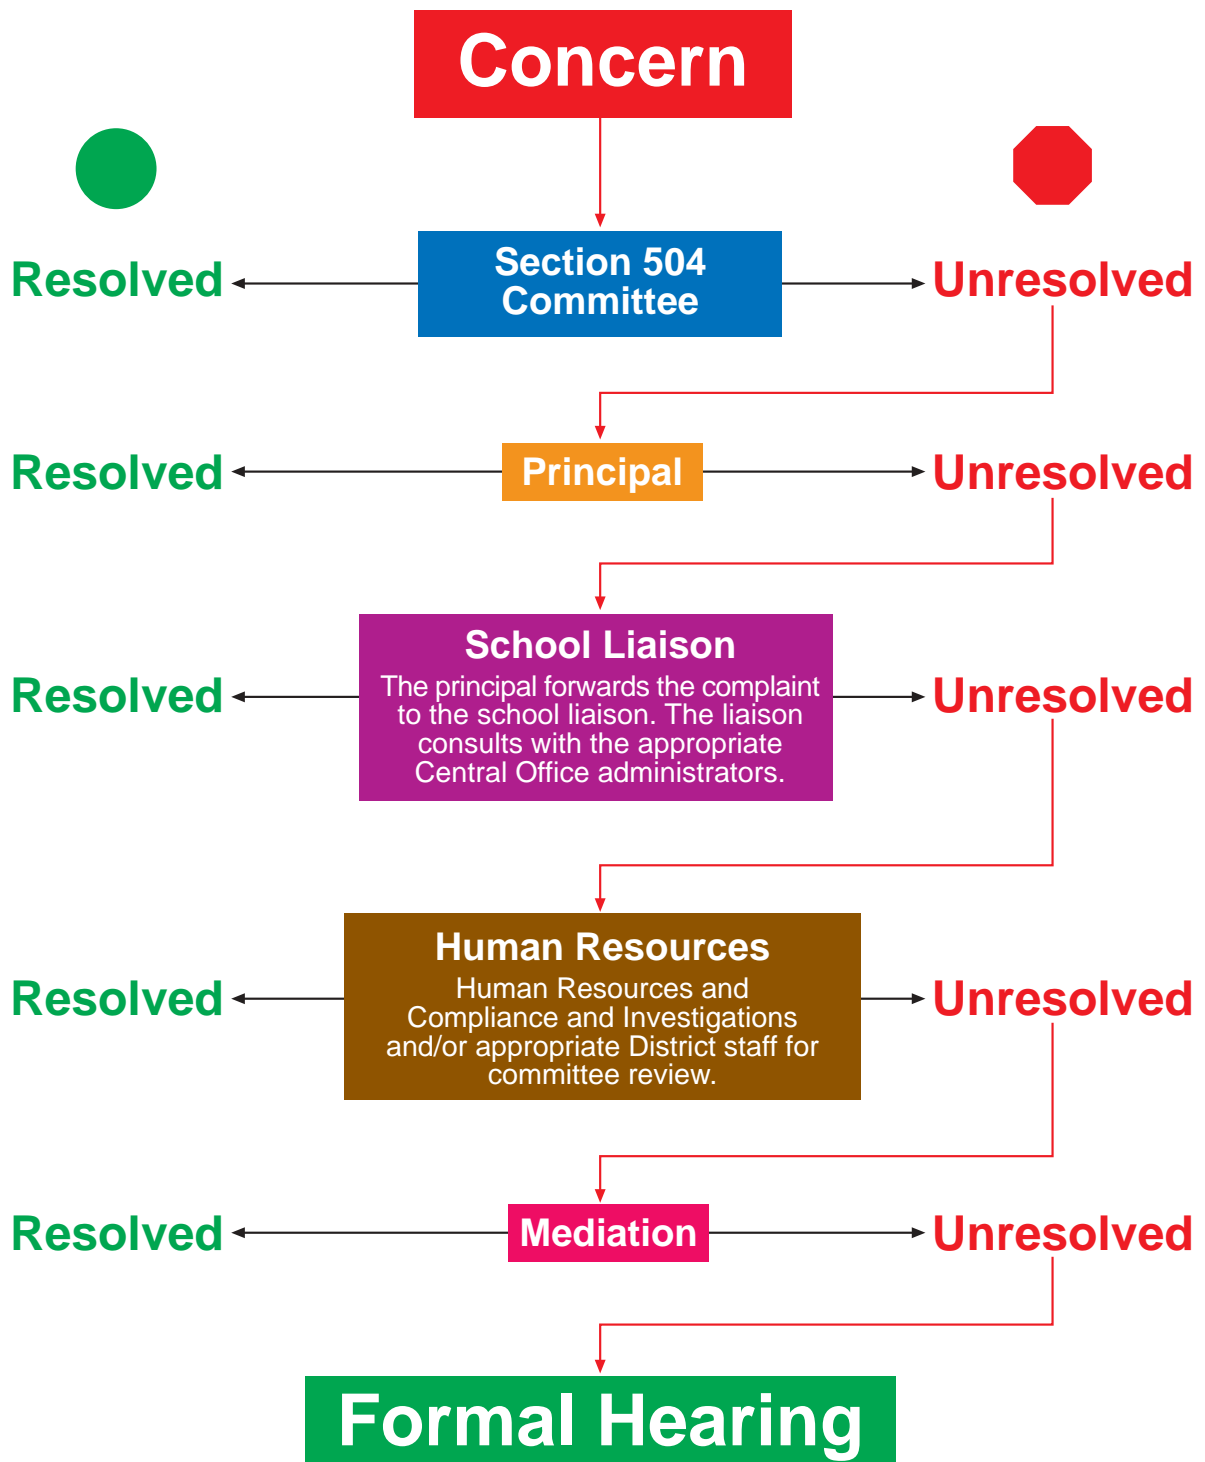 Concern
Resolved
Section 504
Committee
Unresolved
Resolved
Principal
Unresolved
School Liaison
The principal forwards the complaint
to the school liaison. The liaison
consults with the appropriate
Central Office administrators.
Resolved
Unresolved
Human Resources
Human Resources and
Compliance and Investigations
and/or appropriate District staff for
committee review.
Resolved
Unresolved
Resolved
Mediation
Unresolved
Formal Hearing